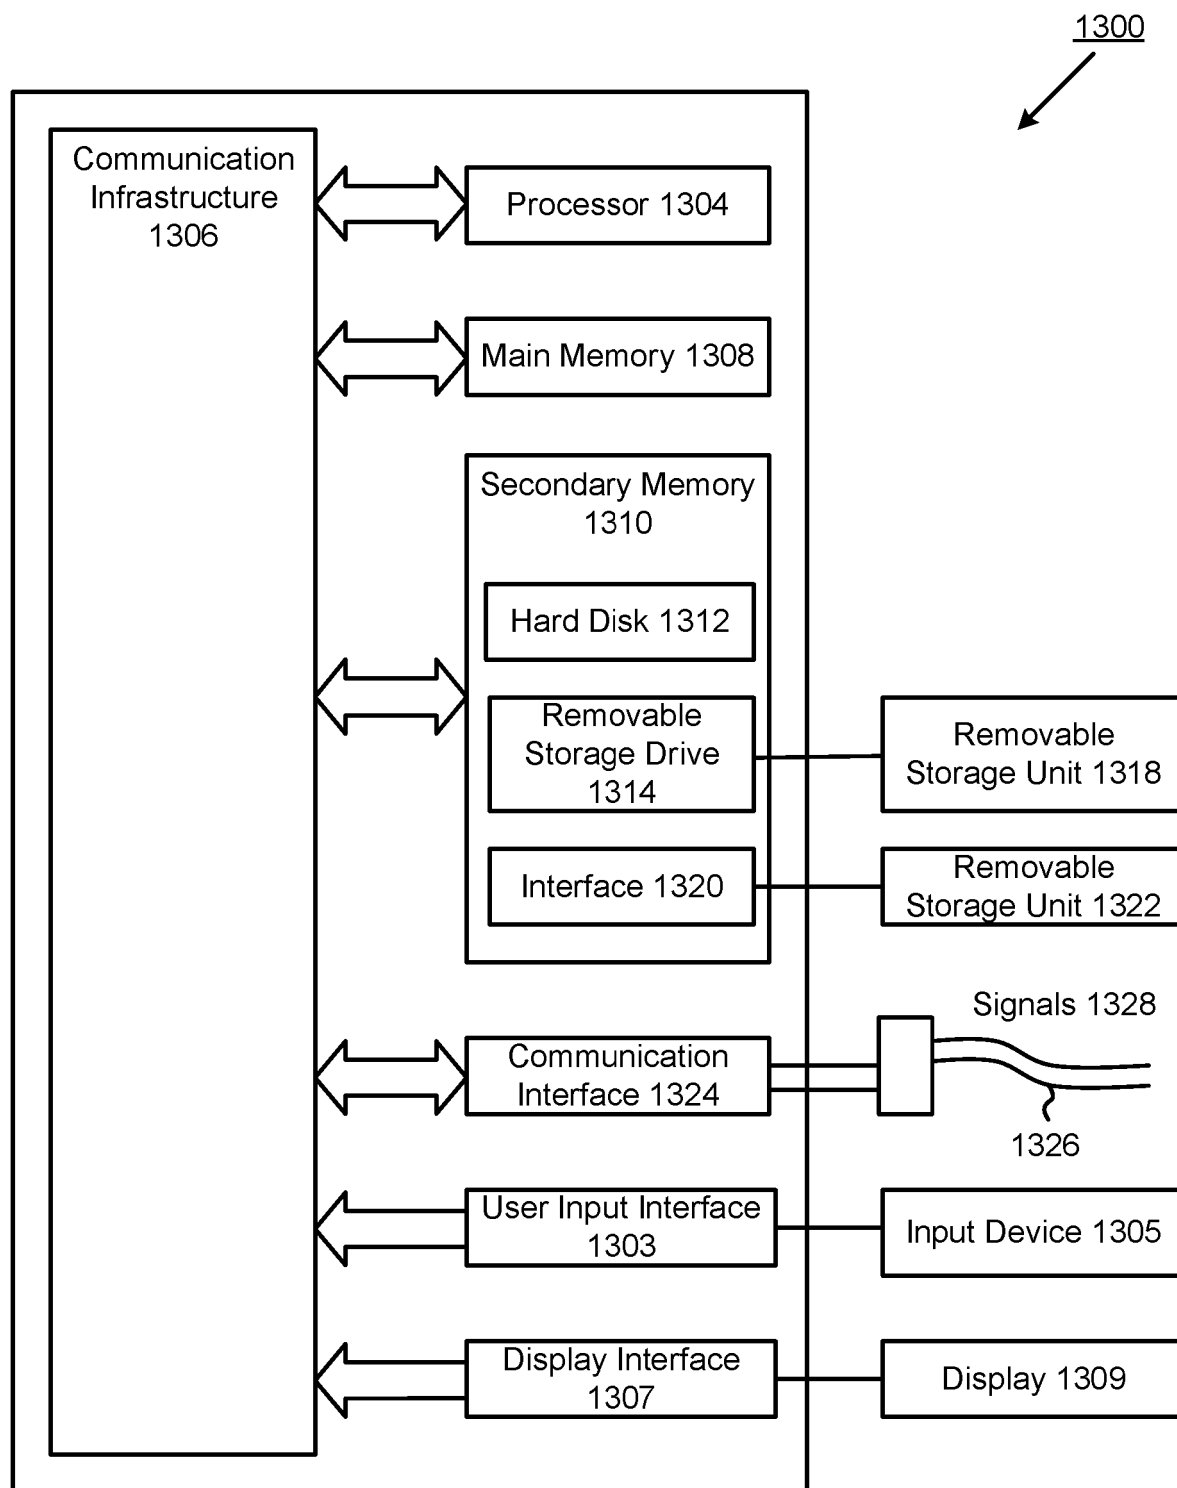 1300
Communication
Infrastructure
1306
Processor 1304
Main Memory 1308
Secondary Memory
1310
Hard Disk 1312
Removable
Storage Drive
1314
Removable
Storage Unit 1318
Interface 1320
Removable
Storage Unit 1322
Signals 1328
Communication
Interface 1324
1326
User Input Interface
1303
Input Device 1305
Display Interface
1307
Display 1309